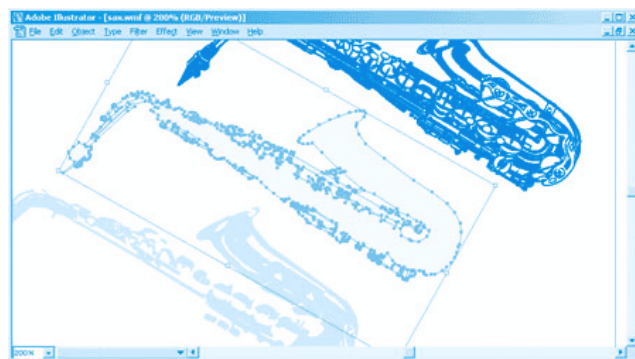 Adobe Illustrator - [sax.wmf @ 200% (RGB/Preview)]
File Edit Object Type Filter Effect View Window Help
200%